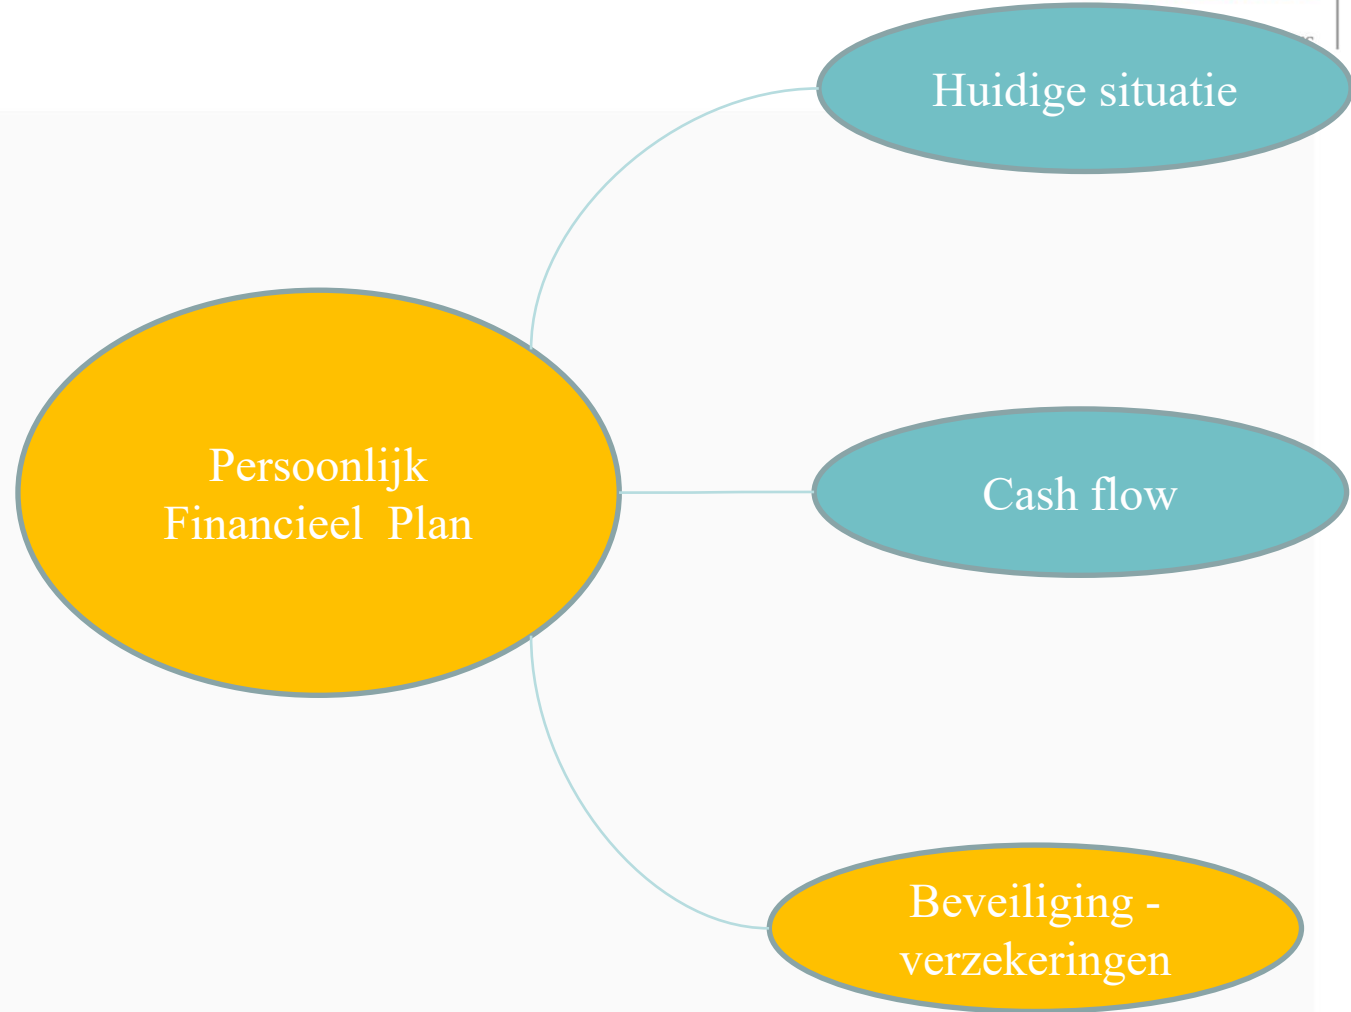 Huidige situatie
Persoonlijk
Financieel  Plan
Cash flow
Beveiliging -
verzekeringen